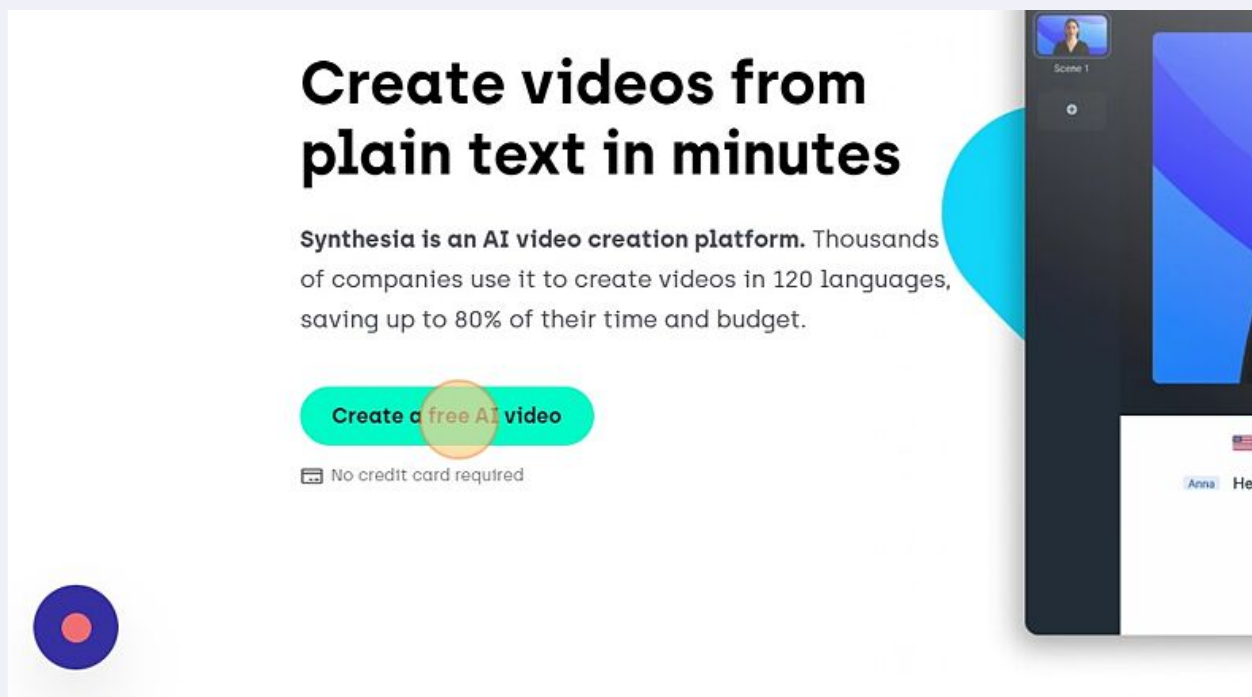 Create videos from
plain text in minutes
Synthesia is an AI video creation platform. Thousands
of companies use it to create videos in 120 languages,
saving up to 80% of their time and budget.
Create a free AI video
No credit card required
Scene 1
Anna He